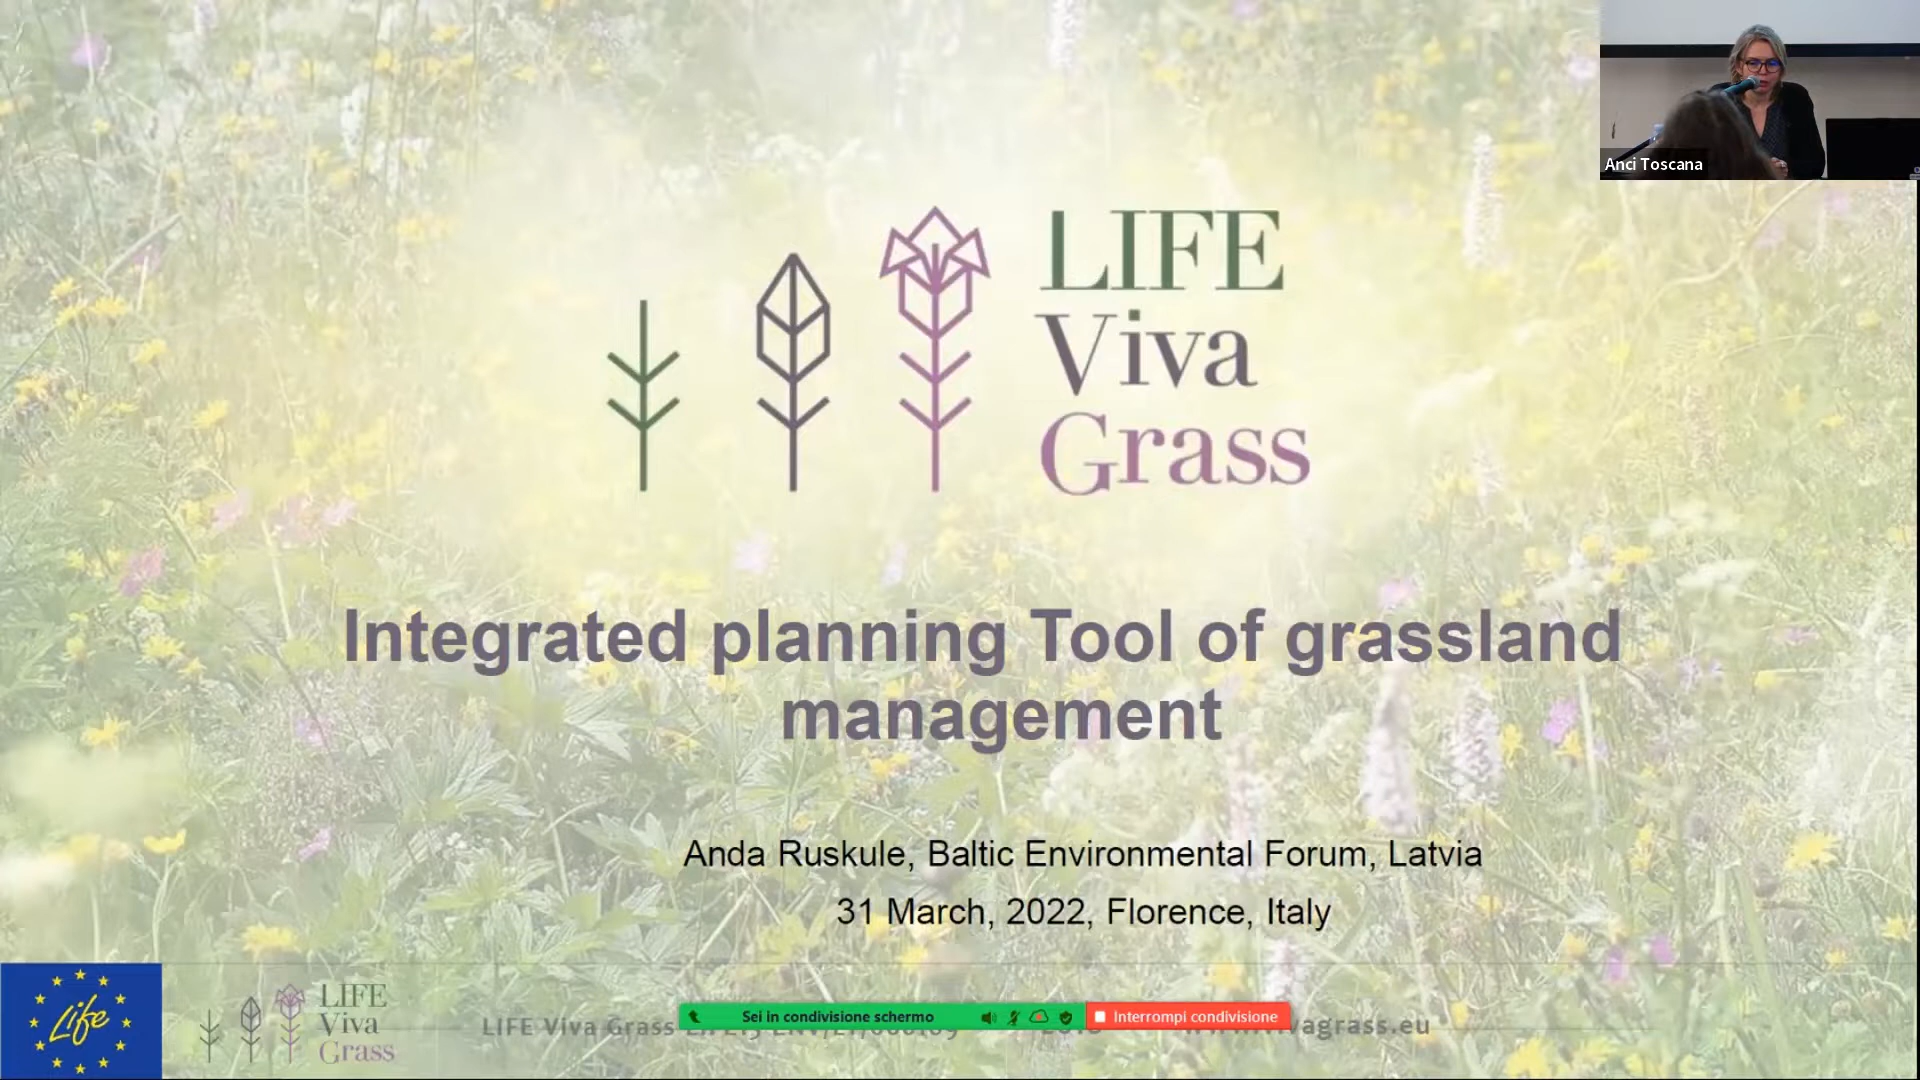 Anci Toscana
LIFE
Viva
Grass
Integrated planning Tool of grassland
management
Anda Ruskule, Baltic Environmental Forum, Latvia
31 March, 2022, Florence, Italy
Life
LIFE
Viva
Grass
LIFE Viva Grass
Sei in condivisione schermo
Interrompi condivisione
vagrass.eu